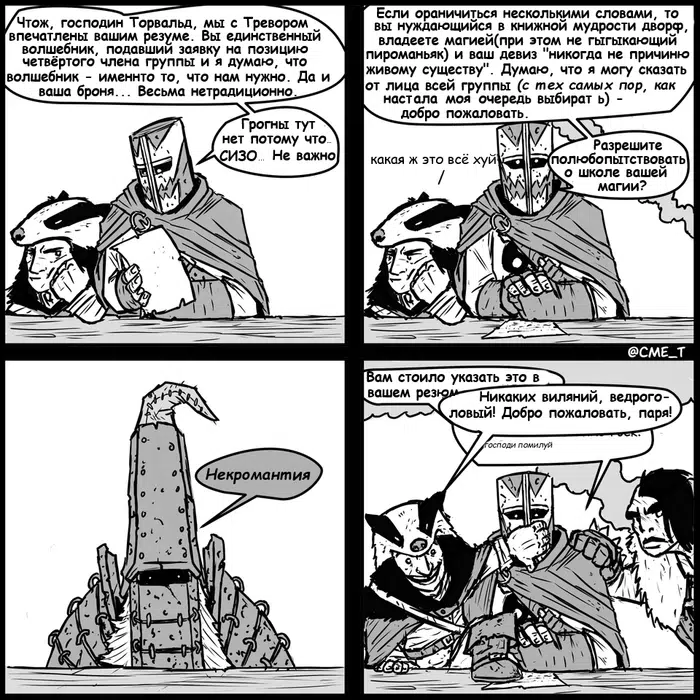 Чтож, господин Торвальд, мы с Тревором
впечатлены вашим резуме. Вы единственный
волшебник, подавший заявку на позицию
четвёртого члена группы и я думаю, что
волшебник - именнто то, что нам нужно. Да и
ваша броня... Весьма нетрадиционно.
Грогны тут
нет потому что...
СИЗО... Не важно
Если ораничиться несколькими словами, то
вы нуждающийся в книжной мудрости дворф,
владеете магией(при этом не гыгыкающий
пироманьяк) и ваш девиз "никогда не причиню
живому существу". Думаю, что я могу сказать
от лица всей группы (с тех самых пор, как
настала моя очередь выбират ь) -
добро пожаловать.
какая ж это всё хуй
/
Разрешите
полюбопытствовать
о школе вашей
магии?
@CME_T
Некромантия
Вам стоило указать это в
вашем резюм
Никаких виляний, ведрого-
ловый! Добро пожаловать, паря!
господи помилуй